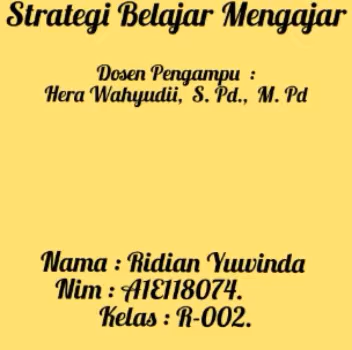 Strategi Belajar Mengajar
Dosen Pengampu :
Hera Wahyudii, S. Pd., M. Pd
Nama : Ridian Yuwinda
Nim : A1E118074.
Kelas : R-002.